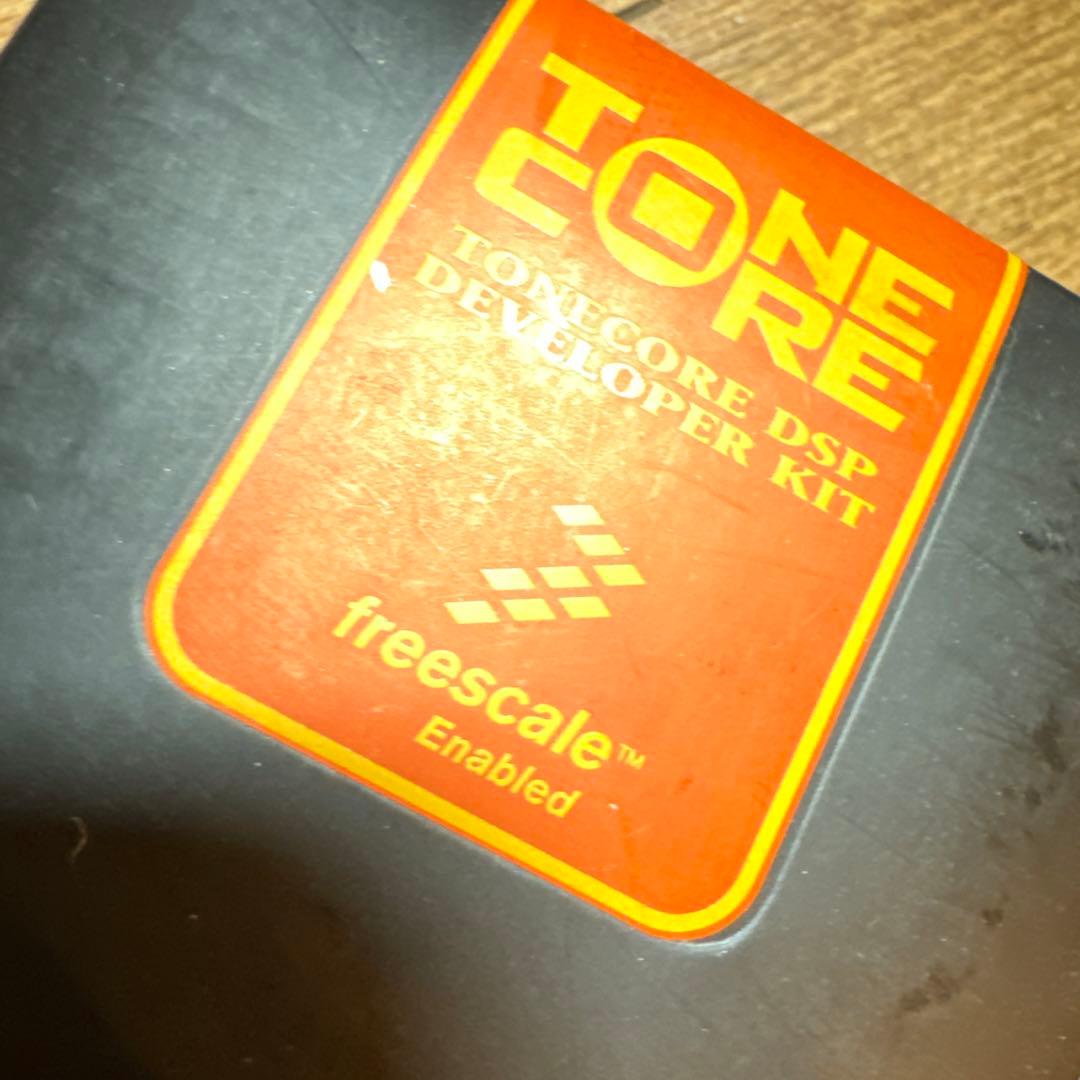 TONE
CORE
TONECORE DSP
DEVELOPER KIT
freescale™
Enabled